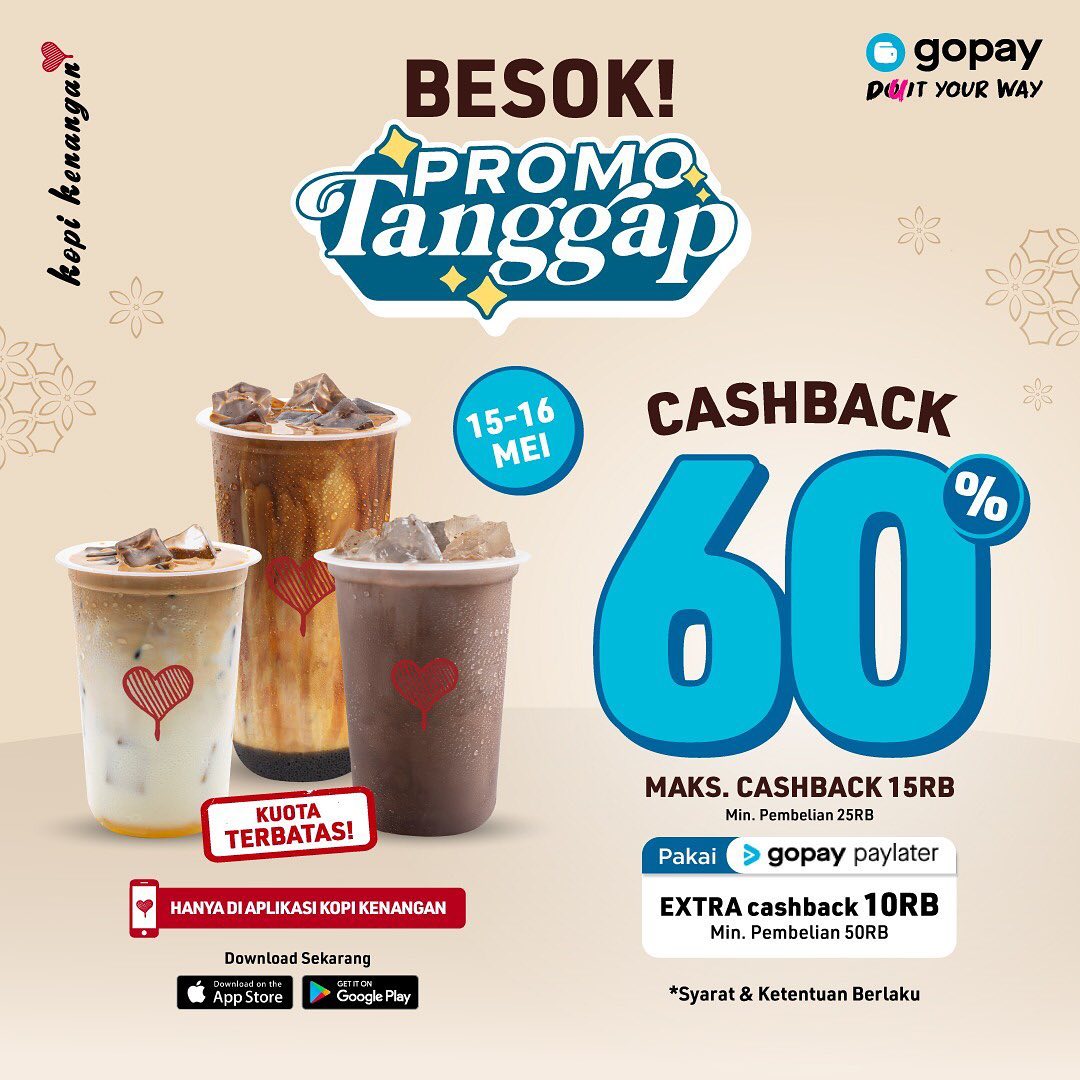 kopi kenangan
gopay
DUIT YOUR WAY
BESOK!
PROMO
Tanggap
15-16
MEI
CASHBACK
60%
MAKS. CASHBACK 15RB
Min. Pembelian 25RB
Pakai gopay paylater
EXTRA cashback 10RB
Min. Pembelian 50RB
*Syarat & Ketentuan Berlaku
KUOTA
TERBATAS!
HANYA DI APLIKASI KOPI KENANGAN
Download Sekarang
Download on the
App Store
GET IT ON
Google Play